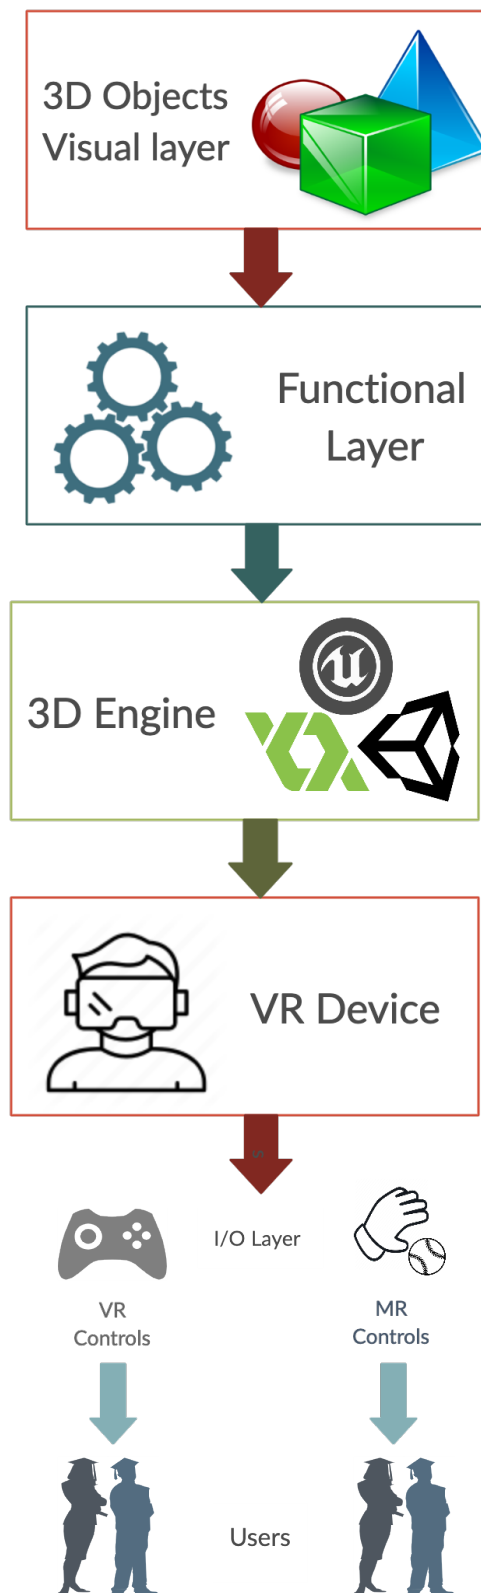 3D Objects
Visual layer
Functional
Layer
3D Engine
VR Device
s
I/O Layer
VR
Controls
MR
Controls
Users